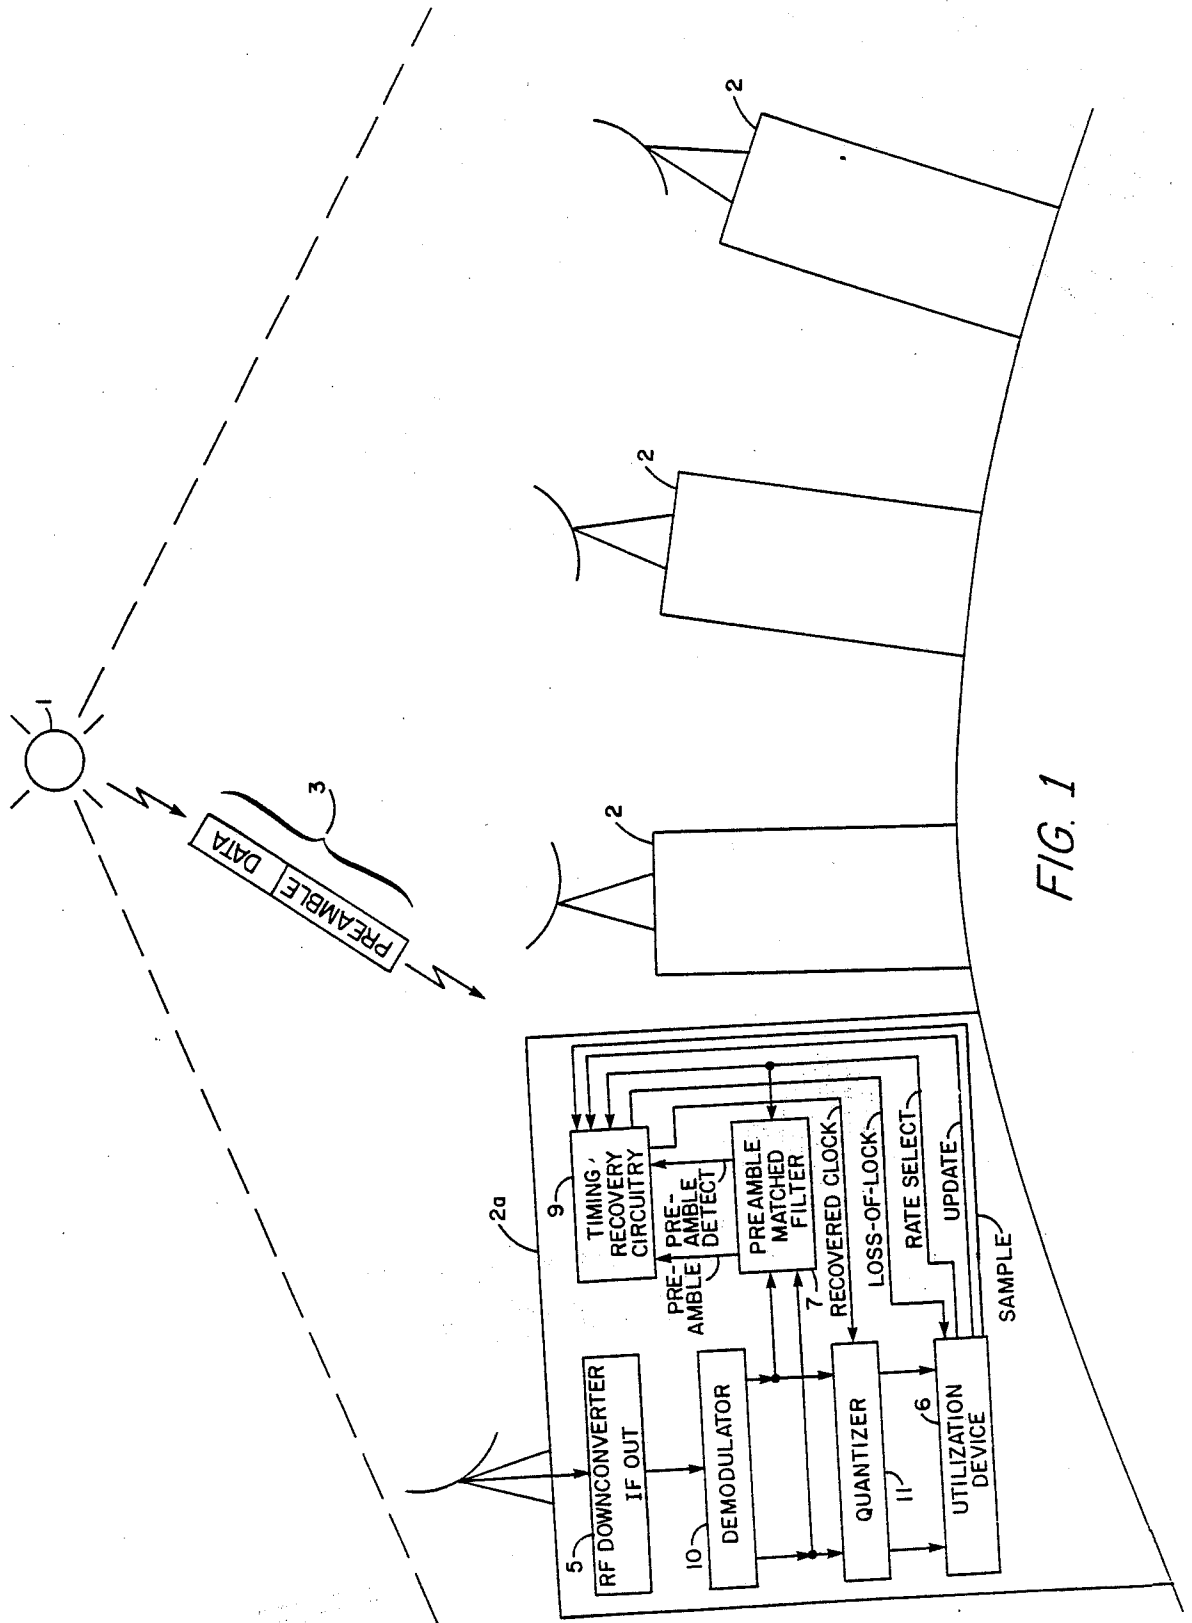 1
3
DATA
PREAMBLE
2
2
2
2a
5
RF DOWNCONVERTER
IF OUT
9
TIMING
RECOVERY
CIRCUITRY
PRE-
AMBLE
PRE-
AMBLE
DETECT
10
DEMODULATOR
PREAMBLE
MATCHED
FILTER
7
RECOVERED CLOCK
LOSS-OF-LOCK
RATE SELECT
UPDATE
SAMPLE
QUANTIZER
11
6
UTILIZATION
DEVICE
FIG. 1